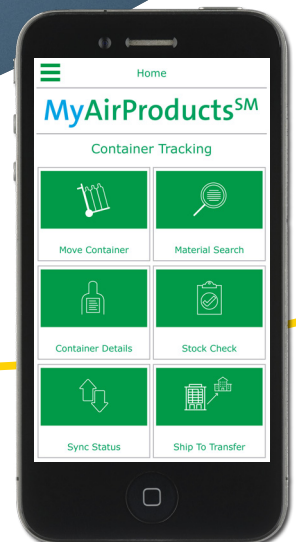 Home
MyAirProducts℠
Container Tracking
Move Container
Material Search
Container Details
Stock Check
Sync Status
Ship To Transfer